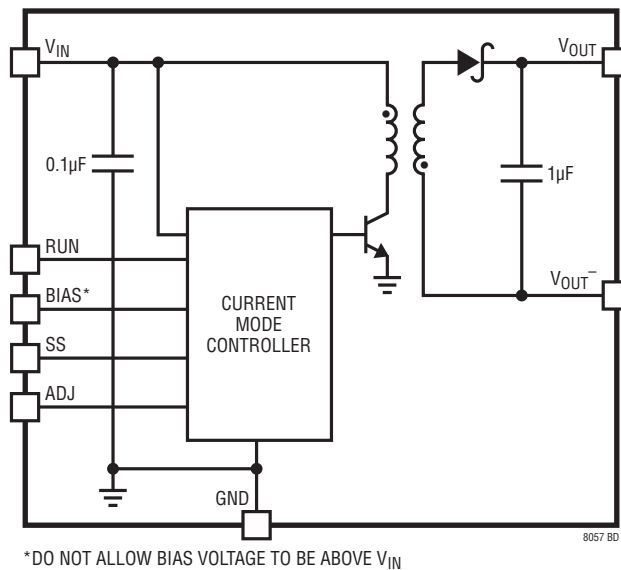 VIN
VOUT
0.1µF
1µF
RUN
BIAS*
VOUT–
CURRENT
MODE
CONTROLLER
SS
ADJ
GND
8057 BD
*DO NOT ALLOW BIAS VOLTAGE TO BE ABOVE VIN